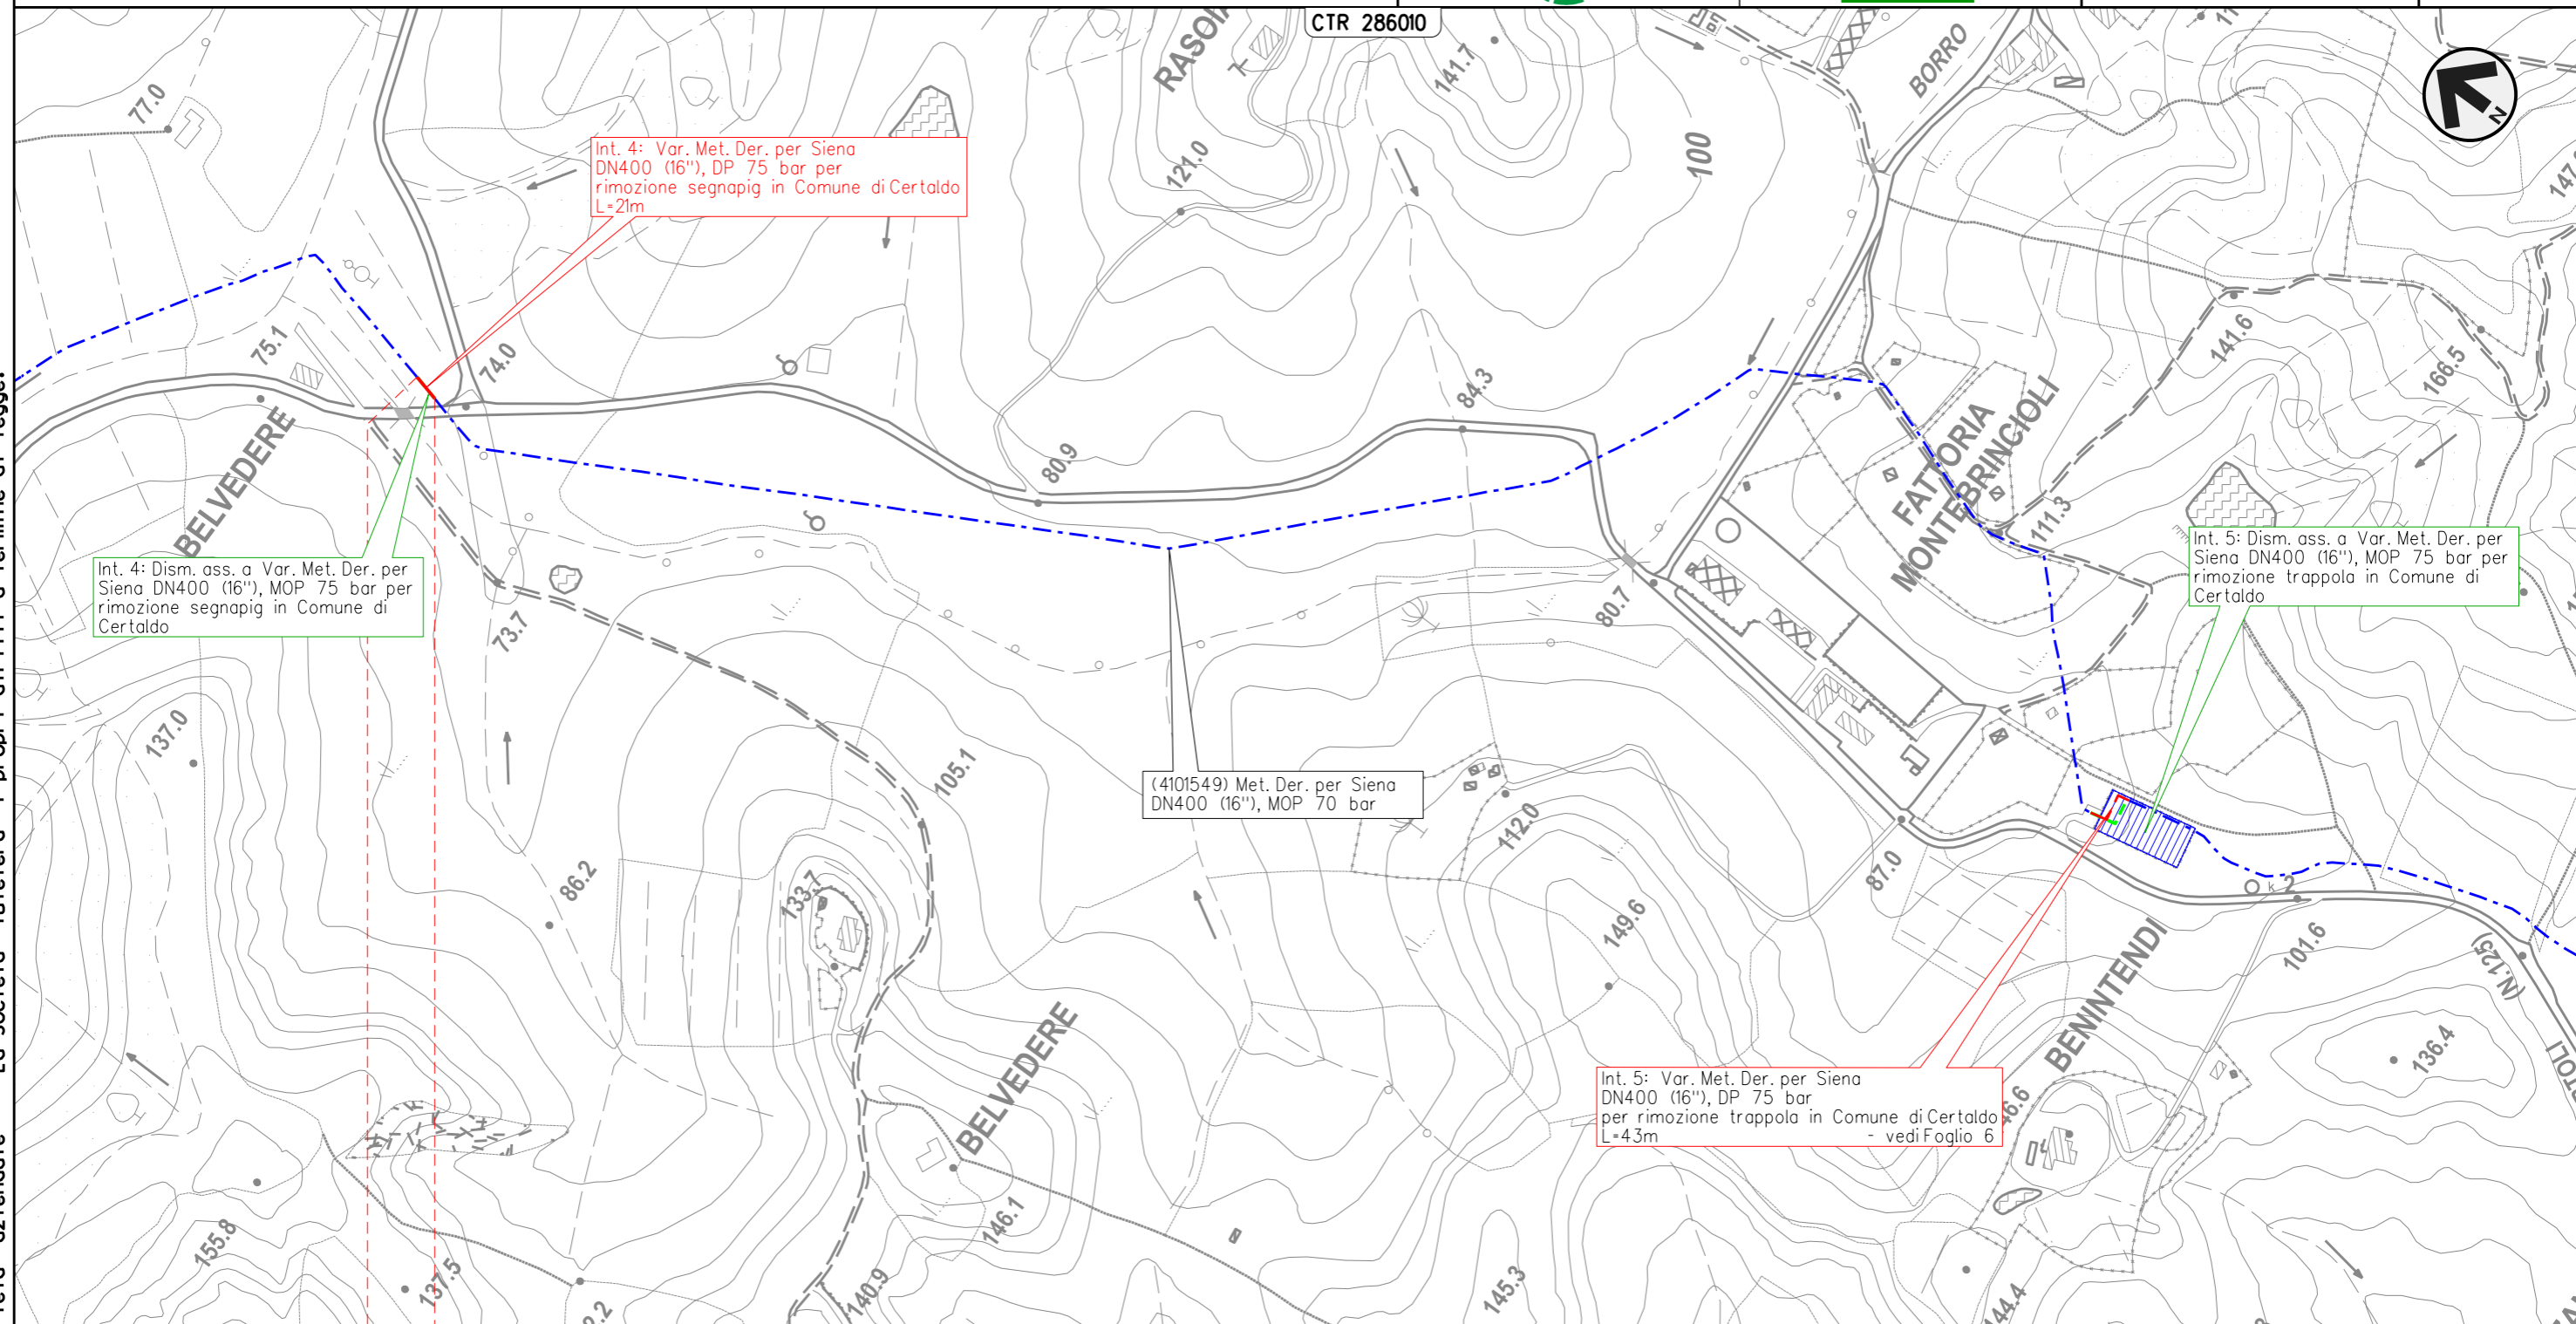 CTR 286010
77.0
141.7
BORRO
121.0
100
N
Int. 4: Var. Met. Der. per Siena
DN400 (16"), DP 75 bar per
rimozione segnapig in Comune di Certaldo
L=21m
75.1
74.0
BELVEDERE
80.9
84.3
141.6
166.5
FATTORIA
MONTEBRINCIOLI
111.3
Int. 4: Dism. ass. a Var. Met. Der. per
Siena DN400 (16"), MOP 75 bar per
rimozione segnapig in Comune di
Certaldo
Int. 5: Dism. ass. a Var. Met. Der. per
Siena DN400 (16"), MOP 75 bar per
rimozione trappola in Comune di
Certaldo
73.7
80.7
137.0
105.1
(4101549) Met. Der. per Siena
DN400 (16"), MOP 70 bar
112.0
86.2
133.7
87.0
k 2
149.6
101.6
(N.125)
BENINTENDI
136.4
BELVEDERE
Int. 5: Var. Met. Der. per Siena
DN400 (16"), DP 75 bar
per rimozione trappola in Comune di Certaldo
L=43m - vedi Foglio 6
155.8
146.1
137.5
140.9
145.3